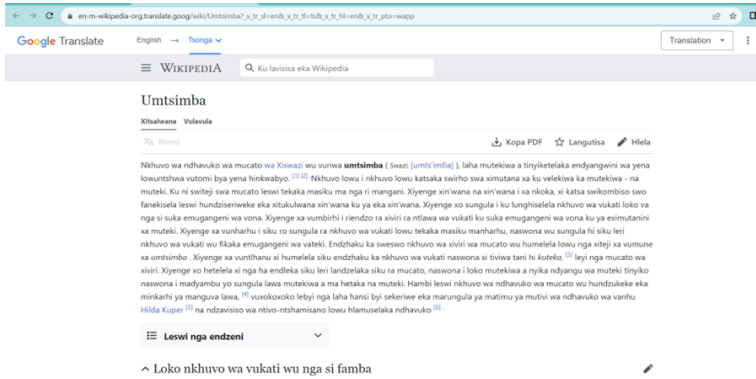 en-m-wikipedia-org.translate.goog/wiki/Umtsimba?_x_tr_sl=en&_x_tr_tl=ts&_x_tr_hl=en&_x_tr_pto=wapp
Google Translate English → Tsonga Translation
WIKIPEDIA Ku lavisisa eka Wikipedia
Umtsimba
Xitsalwana Vulavula
Ririmi Kopa PDF Langutisa Hlela
Nkhuvo wa ndhavuko wa mucato wa Xiswazi wu vuriwa umtsimba ( Swazi: [umts'imɓa] ), laha mutekiwa a tinyiketelaka endyangwini wa yena
lowuntshwa vutomi bya yena hinkwabyo. [1] [2] Nkhuvo lowu i nkhuvo lowu katsaka swirho swa ximutana xa ku velekiwa ka mutekiwa - na
muteki. Ku ni switeji swa mucato leswi tekaka masiku ma nga ri mangani. Xiyenge xin'wana na xin'wana i xa nkoka, xi katsa swikombiso swo
fanekisela leswi hundziseriweke eka xitukulwana xin'wana ku ya eka xin'wana. Xiyenge xo sungula i ku lunghiselela nkhuvo wa vukati loko va
nga si suka emugangeni wa vona. Xiyenge xa vumbirhi i riendzo ra xiviri ra ntlawa wa vukati ku suka emugangeni wa vona ku ya eximutanini
xa muteki. Xiyenge xa vunharhu i siku ro sungula ra nkhuvo wa vukati lowu tekaka masiku manharhu, naswona wu sungula hi siku leri
nkhuvo wa vukati wu fikaka emugangeni wa vateki. Endzhaku ka sweswo nkhuvo wa xiviri wa mucato wu humelela lowu nga xiteji xa vumune
xa umtsimba . Xiyenge xa vuntlhanu xi humelela siku endzhaku ka nkhuvo wa vukati naswona xi tiviwa tani hi kuteka, [3] leyi nga mucato wa
xiviri. Xiyenge xo hetelela xi nga ha endleka siku leri landzelaka siku ra mucato, naswona i loko mutekiwa a nyika ndyangu wa muteki tinyiko
naswona i madyambu yo sungula lawa mutekiwa a ma hetaka na muteki. Hambi leswi nkhuvo wa ndhavuko wa mucato wu hundzukeke eka
minkarhi ya manguva lawa, [4] vuxokoxoko lebyi nga laha hansi byi sekeriwe eka marungula ya matimu ya mutivi wa ndhavuko wa vanhu
Hilda Kuper [5] na ndzavisiso wa ntivo-ntshamisano lowu hlamuselaka ndhavuko [6] .
Leswi nga endzeni
Loko nkhuvo wa vukati wu nga si famba